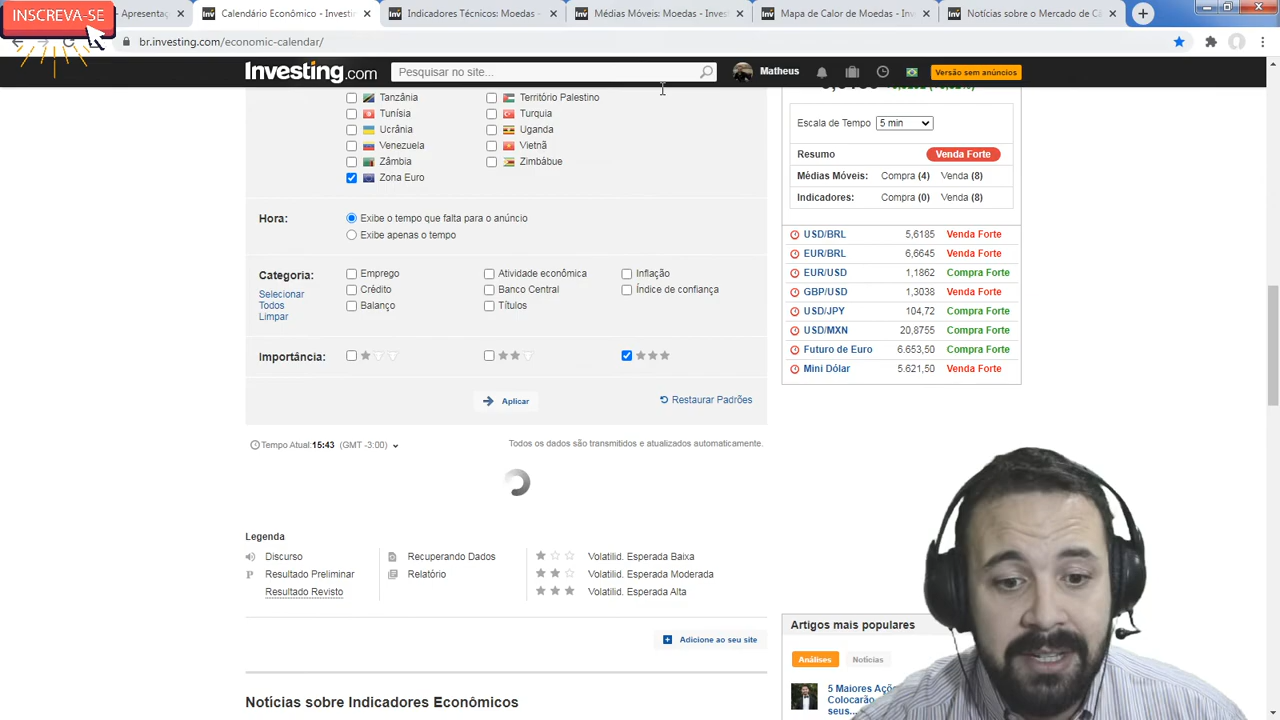 INSCREVA-SE
- Apresentaç
Calendário Econômico - Investin
Médias Móveis: Moedas - Inves
Mapa de Calor de Moedas - Inv
Notícias sobre o Mercado de C
br.investing.com/economic-calendar/
Investing.com
Pesquisar no site...
Matheus
Versão sem anúncios
Tanzânia
Território Palestino
Tunísia
Turquia
Ucrânia
Uganda
Venezuela
Vietnã
Zâmbia
Zimbábue
Zona Euro
Hora:
Exibe o tempo que falta para o anúncio
Exibe apenas o tempo
Categoria:
Selecionar Todos
Limpar
Emprego
Atividade econômica
Inflação
Crédito
Banco Central
Índice de confiança
Balanço
Títulos
Importância:
Aplicar
Restaurar Padrões
Tempo Atual: 15:43 (GMT -3:00)
Todos os dados são transmitidos e atualizados automaticamente.
Legenda
Discurso
Recuperando Dados
Volatilid. Esperada Baixa
P Resultado Preliminar
Relatório
Volatilid. Esperada Moderada
Resultado Revisto
Volatilid. Esperada Alta
Adicione ao seu site
Notícias sobre Indicadores Econômicos
Escala de Tempo 5 min
Resumo Venda Forte
Médias Móveis: Compra (4) Venda (8)
Indicadores: Compra (0) Venda (8)
USD/BRL 5,6185 Venda Forte
EUR/BRL 6,6645 Venda Forte
EUR/USD 1,1862 Compra Forte
GBP/USD 1,3038 Venda Forte
USD/JPY 104,72 Compra Forte
USD/MXN 20,8755 Compra Forte
Futuro de Euro 6.653,50 Compra Forte
Mini Dólar 5.621,50 Venda Forte
Artigos mais populares
Análises
Notícias
5 Maiores Açõ
Colocarão
seus...